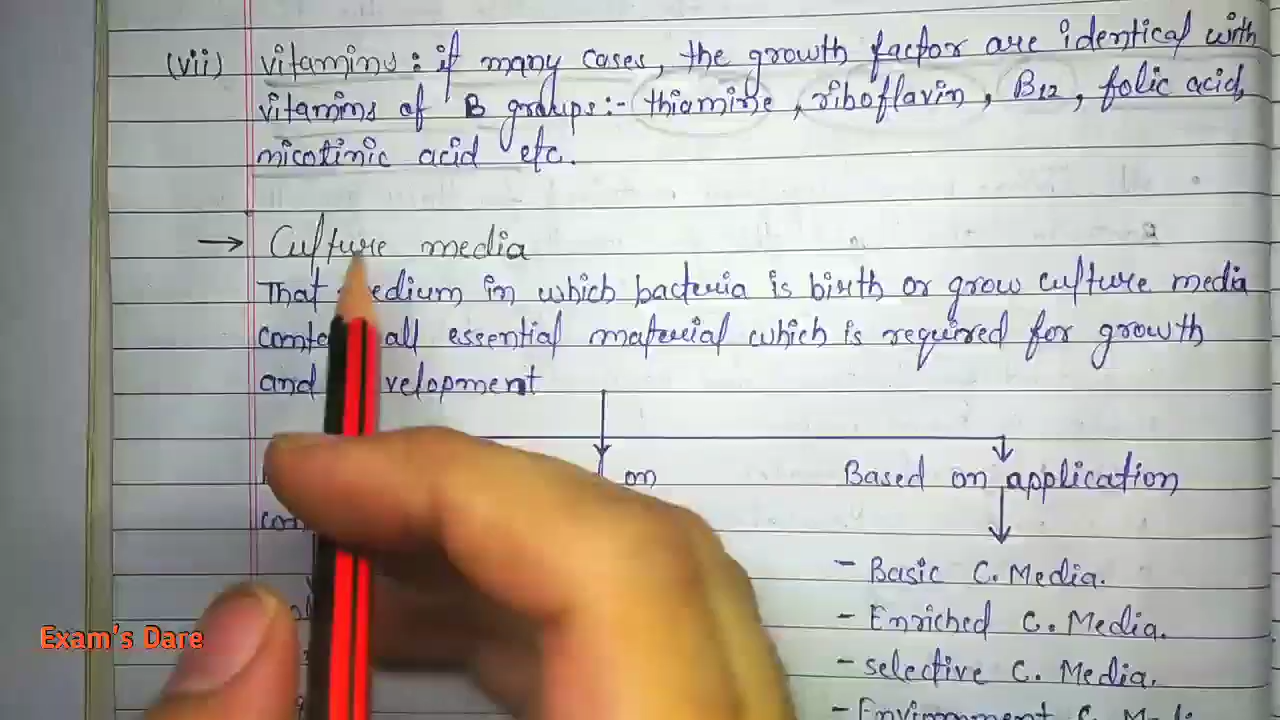 (vii) vitamins : if many cases, the growth factor are identical with
vitamins of B groups:- thiamine, riboflavin, B12, folic acid,
nicotinic acid etc.
→ Culture media
That medium in which bacteria is birth or grow culture media
all essential material which is required for growth
and
on
Based on application
- Basic C. Media.
- Enriched C. Media.
- selective C. Media.
Exam's Dare